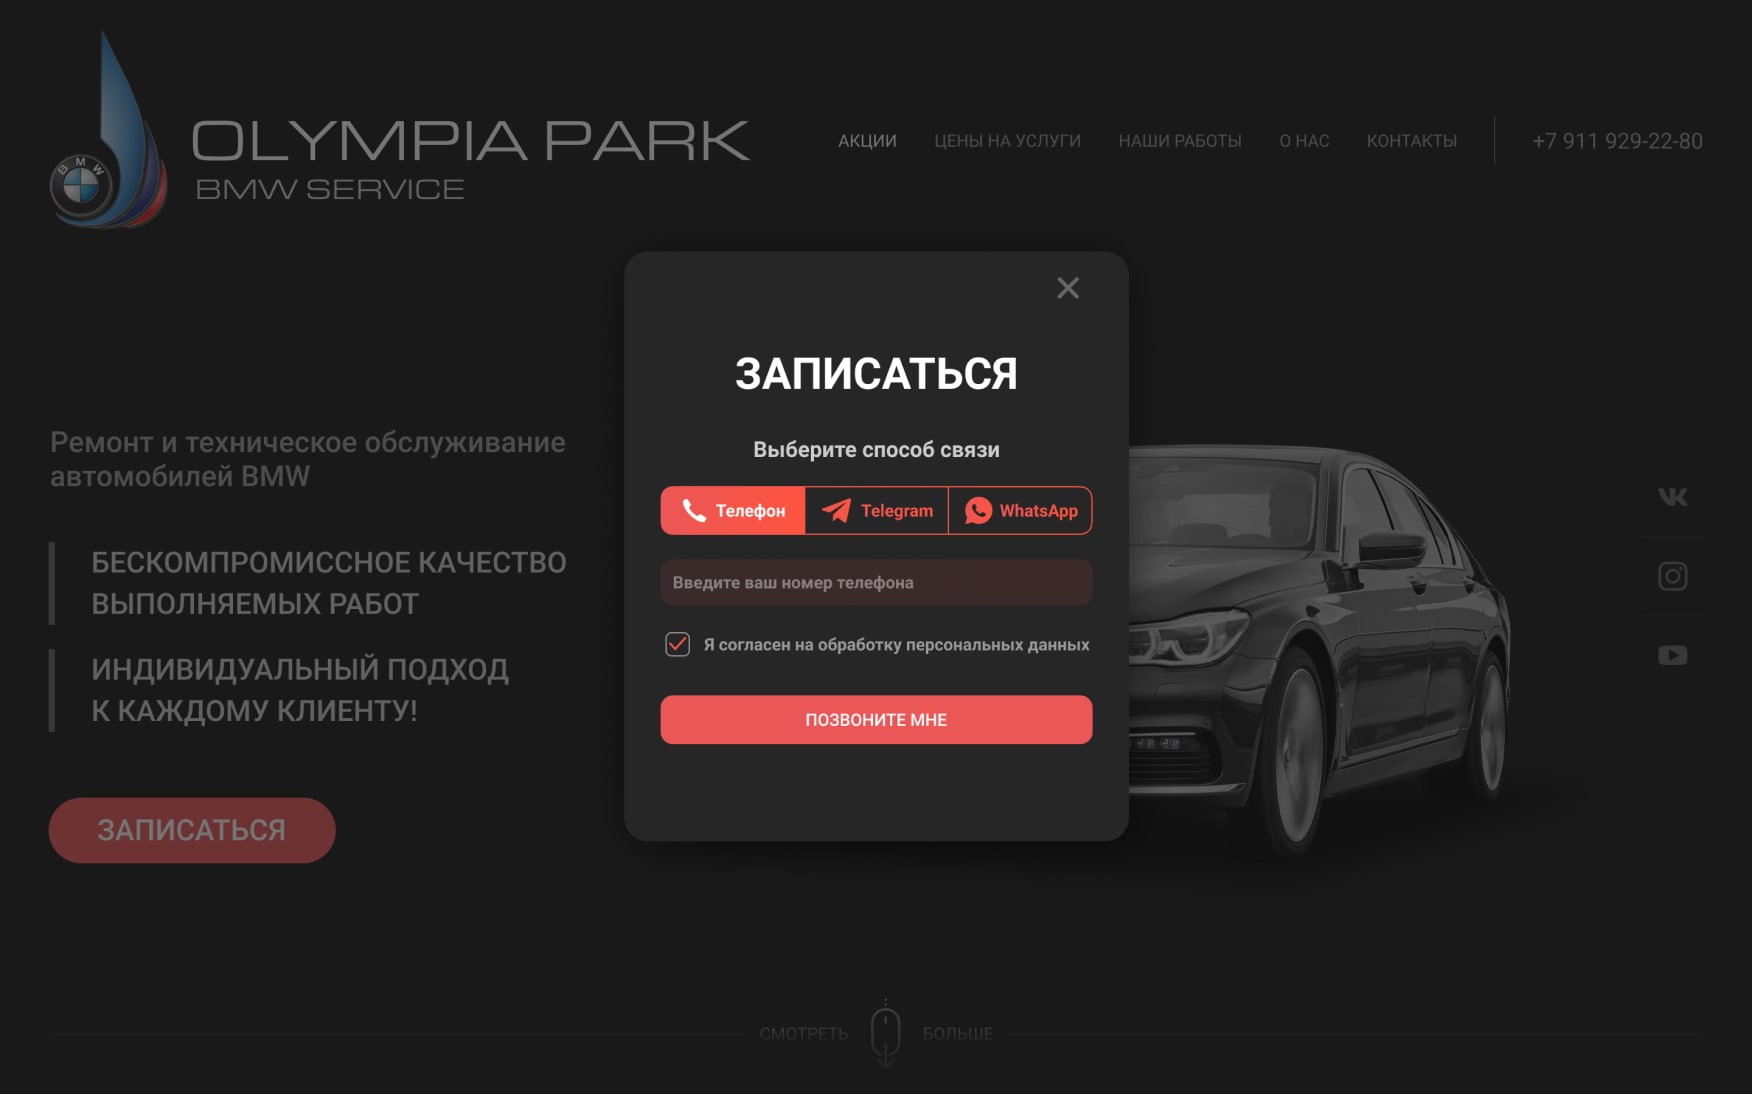 OLYMPIA PARK
BMW SERVICE
BMW
АКЦИИ
ЦЕНЫ НА УСЛУГИ
НАШИ РАБОТЫ
О НАС
КОНТАКТЫ
+7 911 929-22-80
Ремонт и техническое обслуживание
автомобилей BMW
БЕСКОМПРОМИССНОЕ КАЧЕСТВО
ВЫПОЛНЯЕМЫХ РАБОТ
ИНДИВИДУАЛЬНЫЙ ПОДХОД
К КАЖДОМУ КЛИЕНТУ!
ЗАПИСАТЬСЯ
ЗАПИСАТЬСЯ
Выберите способ связи
Телефон
Telegram
WhatsApp
Введите ваш номер телефона
Я согласен на обработку персональных данных
ПОЗВОНИТЕ МНЕ
СМОТРЕТЬ
БОЛЬШЕ